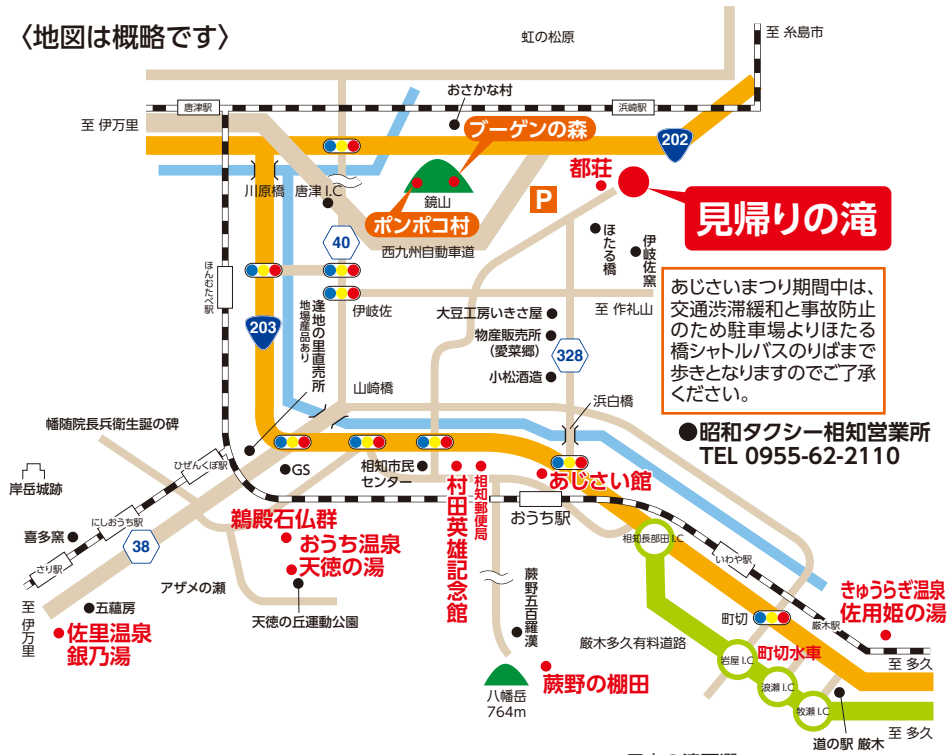 〈地図は概略です〉
虹の松原
至 糸島市
おさかな村
唐津駅
浜崎駅
至 伊万里
ブーゲンの森
202
都荘
川原橋
唐津 I.C
鏡山
P
見帰りの滝
ポンポコ村
40
西九州自動車道
ほたる橋
伊岐佐窯
ほんむたべ駅
伊岐佐
至 作礼山
あじさいまつり期間中は、
交通渋滞緩和と事故防止
のため駐車場よりほたる
橋シャトルバスのりばまで
歩きとなりますのでご了承
ください。
203
逢地の里直売所
地場産品あり
大豆工房いきさ屋
物産販売所
(愛菜郷)
328
小松酒造
山崎橋
浜白橋
●昭和タクシー相知営業所
TEL 0955-62-2110
幡随院長兵衛生誕の碑
ひぜんくぼ駅
GS
相知市民
センター
村田英雄記念館
相知郵便局
あじさい館
岸岳城跡
おうち駅
にしおうち駅
鵜殿石仏群
喜多窯
38
おうち温泉
天徳の湯
相知長部田 I.C
いわや駅
さり駅
アザメの瀬
蕨野五百羅漢
きゅうらぎ温泉
佐用姫の湯
至 伊万里
五蘊房
天徳の丘運動公園
町切
厳木駅
佐里温泉
銀乃湯
厳木多久有料道路
町切水車
岩屋 I.C
至 多久
八幡岳
764m
蕨野の棚田
浪瀬 I.C
牧瀬 I.C
道の駅 厳木
至 多久